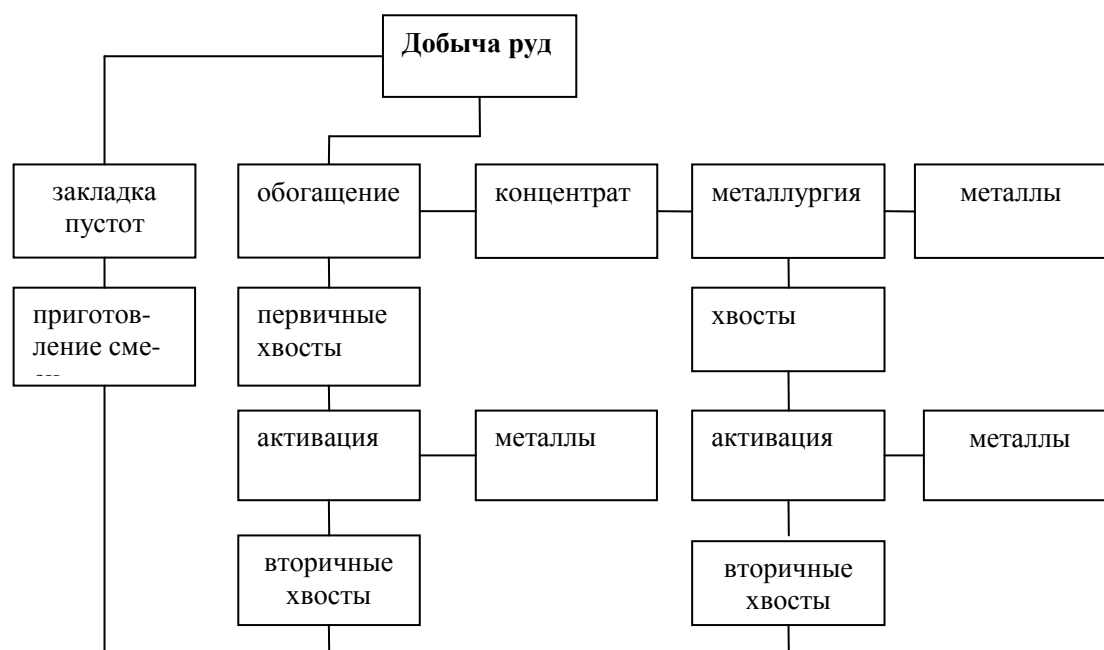 Добыча руд
закладка
пустот
обогащение
концентрат
металлургия
металлы
приготов-
ление сме-
первичные
хвосты
хвосты
активация
металлы
активация
металлы
вторичные
хвосты
вторичные
хвосты